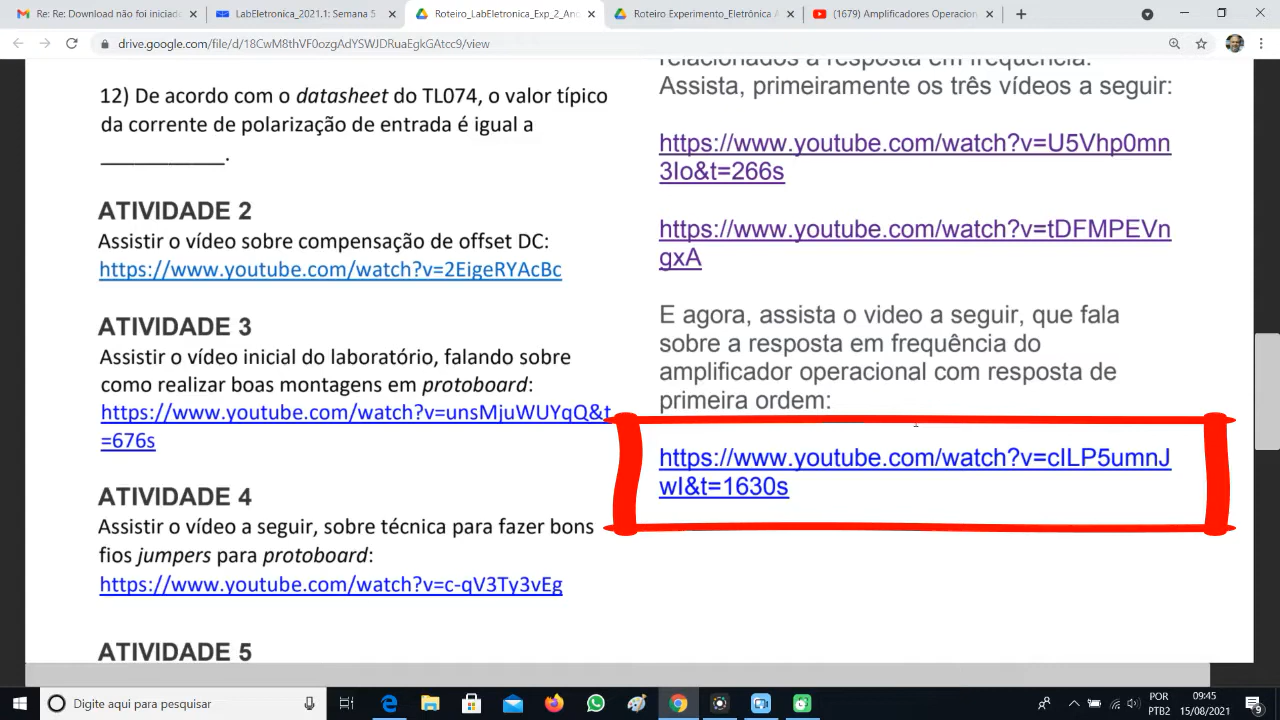 Re: Re: Download não foi iniciado
LabEletronica_2021.1: Semana 5
Roteiro_LabEletronica_Exp_2_Ano
Roteiro Experimento_Eletrônica A
(1679) Amplificadores Operacion
drive.google.com/file/d/18CwM8thVF0ozgAdYSWJDRuaEgkGAtcc9/view
12) De acordo com o datasheet do TL074, o valor típico
da corrente de polarização de entrada é igual a
____________.
ATIVIDADE 2
Assistir o vídeo sobre compensação de offset DC:
https://www.youtube.com/watch?v=2EigeRYAcBc
ATIVIDADE 3
Assistir o vídeo inicial do laboratório, falando sobre
como realizar boas montagens em protoboard:
https://www.youtube.com/watch?v=unsMjuWUYqQ&t
=676s
ATIVIDADE 4
Assistir o vídeo a seguir, sobre técnica para fazer bons
fios jumpers para protoboard:
https://www.youtube.com/watch?v=c-qV3Ty3vEg
ATIVIDADE 5
relacionados à resposta em frequência.
Assista, primeiramente os três vídeos a seguir:
https://www.youtube.com/watch?v=U5Vhp0mn
3Io&t=266s
https://www.youtube.com/watch?v=tDFMPEVn
gxA
E agora, assista o video a seguir, que fala
sobre a resposta em frequência do
amplificador operacional com resposta de
primeira ordem:
https://www.youtube.com/watch?v=cILP5umnJ
wI&t=1630s
Digite aqui para pesquisar
POR
PTB2
09:45
15/08/2021
9